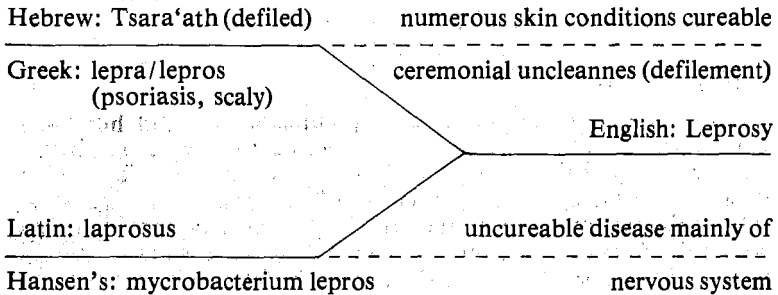 Hebrew: Tsara‘ath (defiled) numerous skin conditions cureable
Greek: lepra/lepros ceremonial uncleannes (defilement)
(psoriasis, scaly)
English: Leprosy
Latin: laprosus uncureable disease mainly of
Hansen's: mycrobacterium lepros nervous system